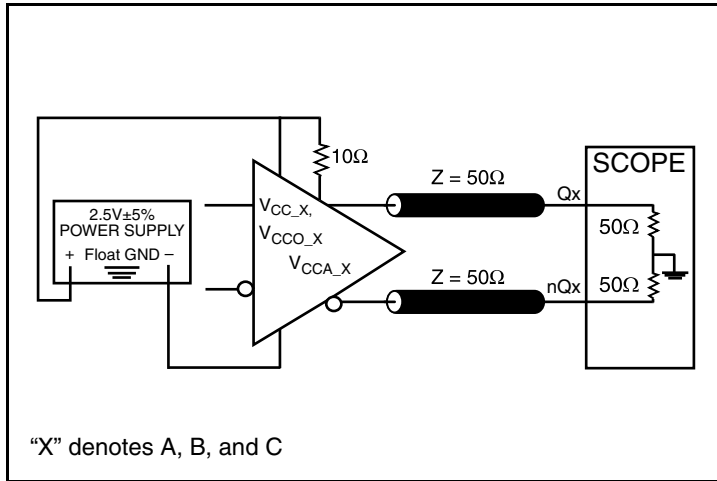 10Ω
Z = 50Ω
Qx
SCOPE
50Ω
2.5V±5%
POWER SUPPLY
+ Float GND –
V_CC_X,
V_CCO_X
V_CCA_X
Z = 50Ω
nQx
50Ω
“X” denotes A, B, and C